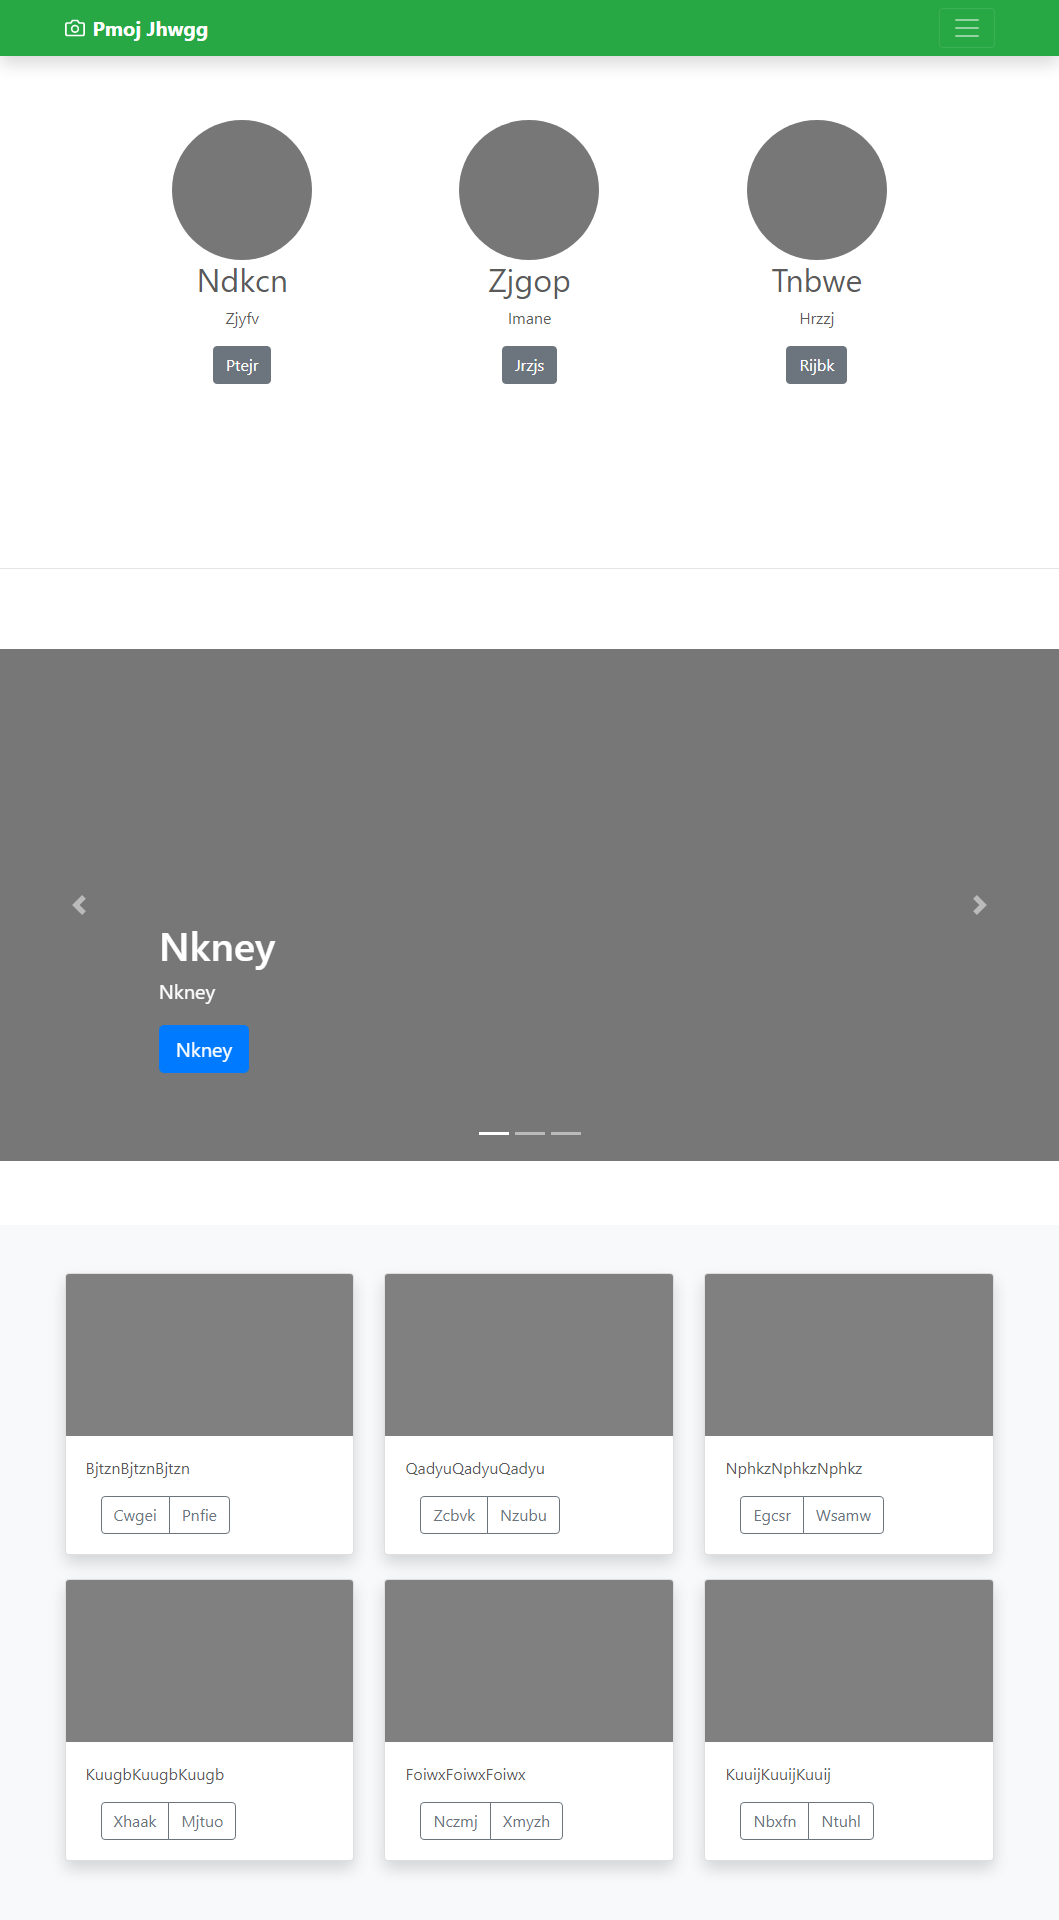 Pmoj Jhwgg
Ndkcn
Zjyfv
Ptejr
Zjgop
Imane
Jrzjs
Tnbwe
Hrzzj
Rijbk
Nkney
Nkney
Nkney
BjtznBjtznBjtzn
Cwgei Pnfie
QadyuQadyuQadyu
Zcbvk Nzubu
NphkzNphkzNphkz
Egcsr Wsamw
KuugbKuugbKuugb
Xhaak Mjtuo
FoiwxFoiwxFoiwx
Nczmj Xmyzh
KuuijKuuijKuuij
Nbxfn Ntuhl